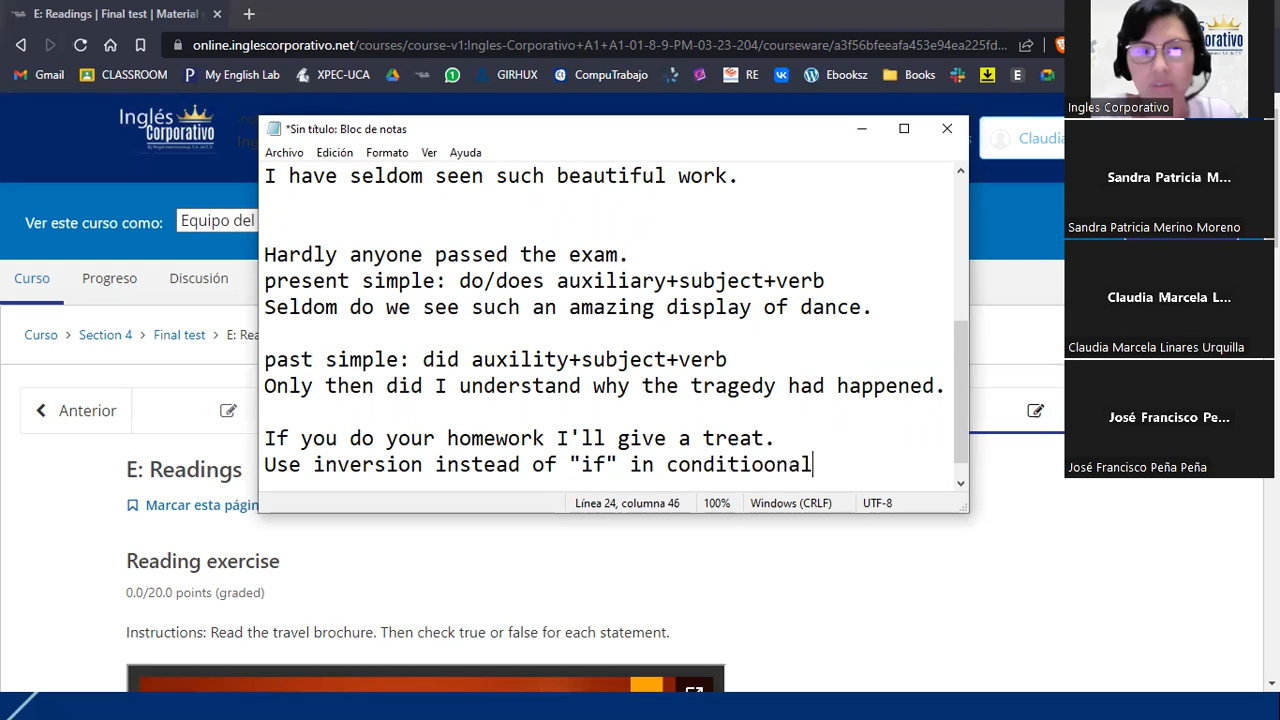 E: Readings | Final test | Material
online.inglescorporativo.net/courses/course-v1:Ingles-Corporativo+A1+A1-01-8-9-PM-03-23-204/courseware/a3f56bfeefa453e94ea225fd...
Gmail CLASSROOM My English Lab XPEC-UCA GIRHUX CompuTrabajo RE Ebooksz Books
Inglés Corporativo
Claudia
Ver este curso como: Equipo del
Curso Progreso Discusión
Curso Section 4 Final test E: Rea
Anterior
E: Readings
Marcar esta págin
Reading exercise
0.0/20.0 points (graded)
Instructions: Read the travel brochure. Then check true or false for each statement.
*Sin título: Bloc de notas
Archivo Edición Formato Ver Ayuda
I have seldom seen such beautiful work.
Hardly anyone passed the exam.
present simple: do/does auxiliary+subject+verb
Seldom do we see such an amazing display of dance.
past simple: did auxility+subject+verb
Only then did I understand why the tragedy had happened.
If you do your homework I'll give a treat.
Use inversion instead of "if" in conditioonal
Línea 24, columna 46 100% Windows (CRLF) UTF-8
Ingles Corporativo
Sandra Patricia M...
Sandra Patricia Merino Moreno
Claudia Marcela L...
Claudia Marcela Linares Urquilla
José Francisco Pe...
José Francisco Peña Peña